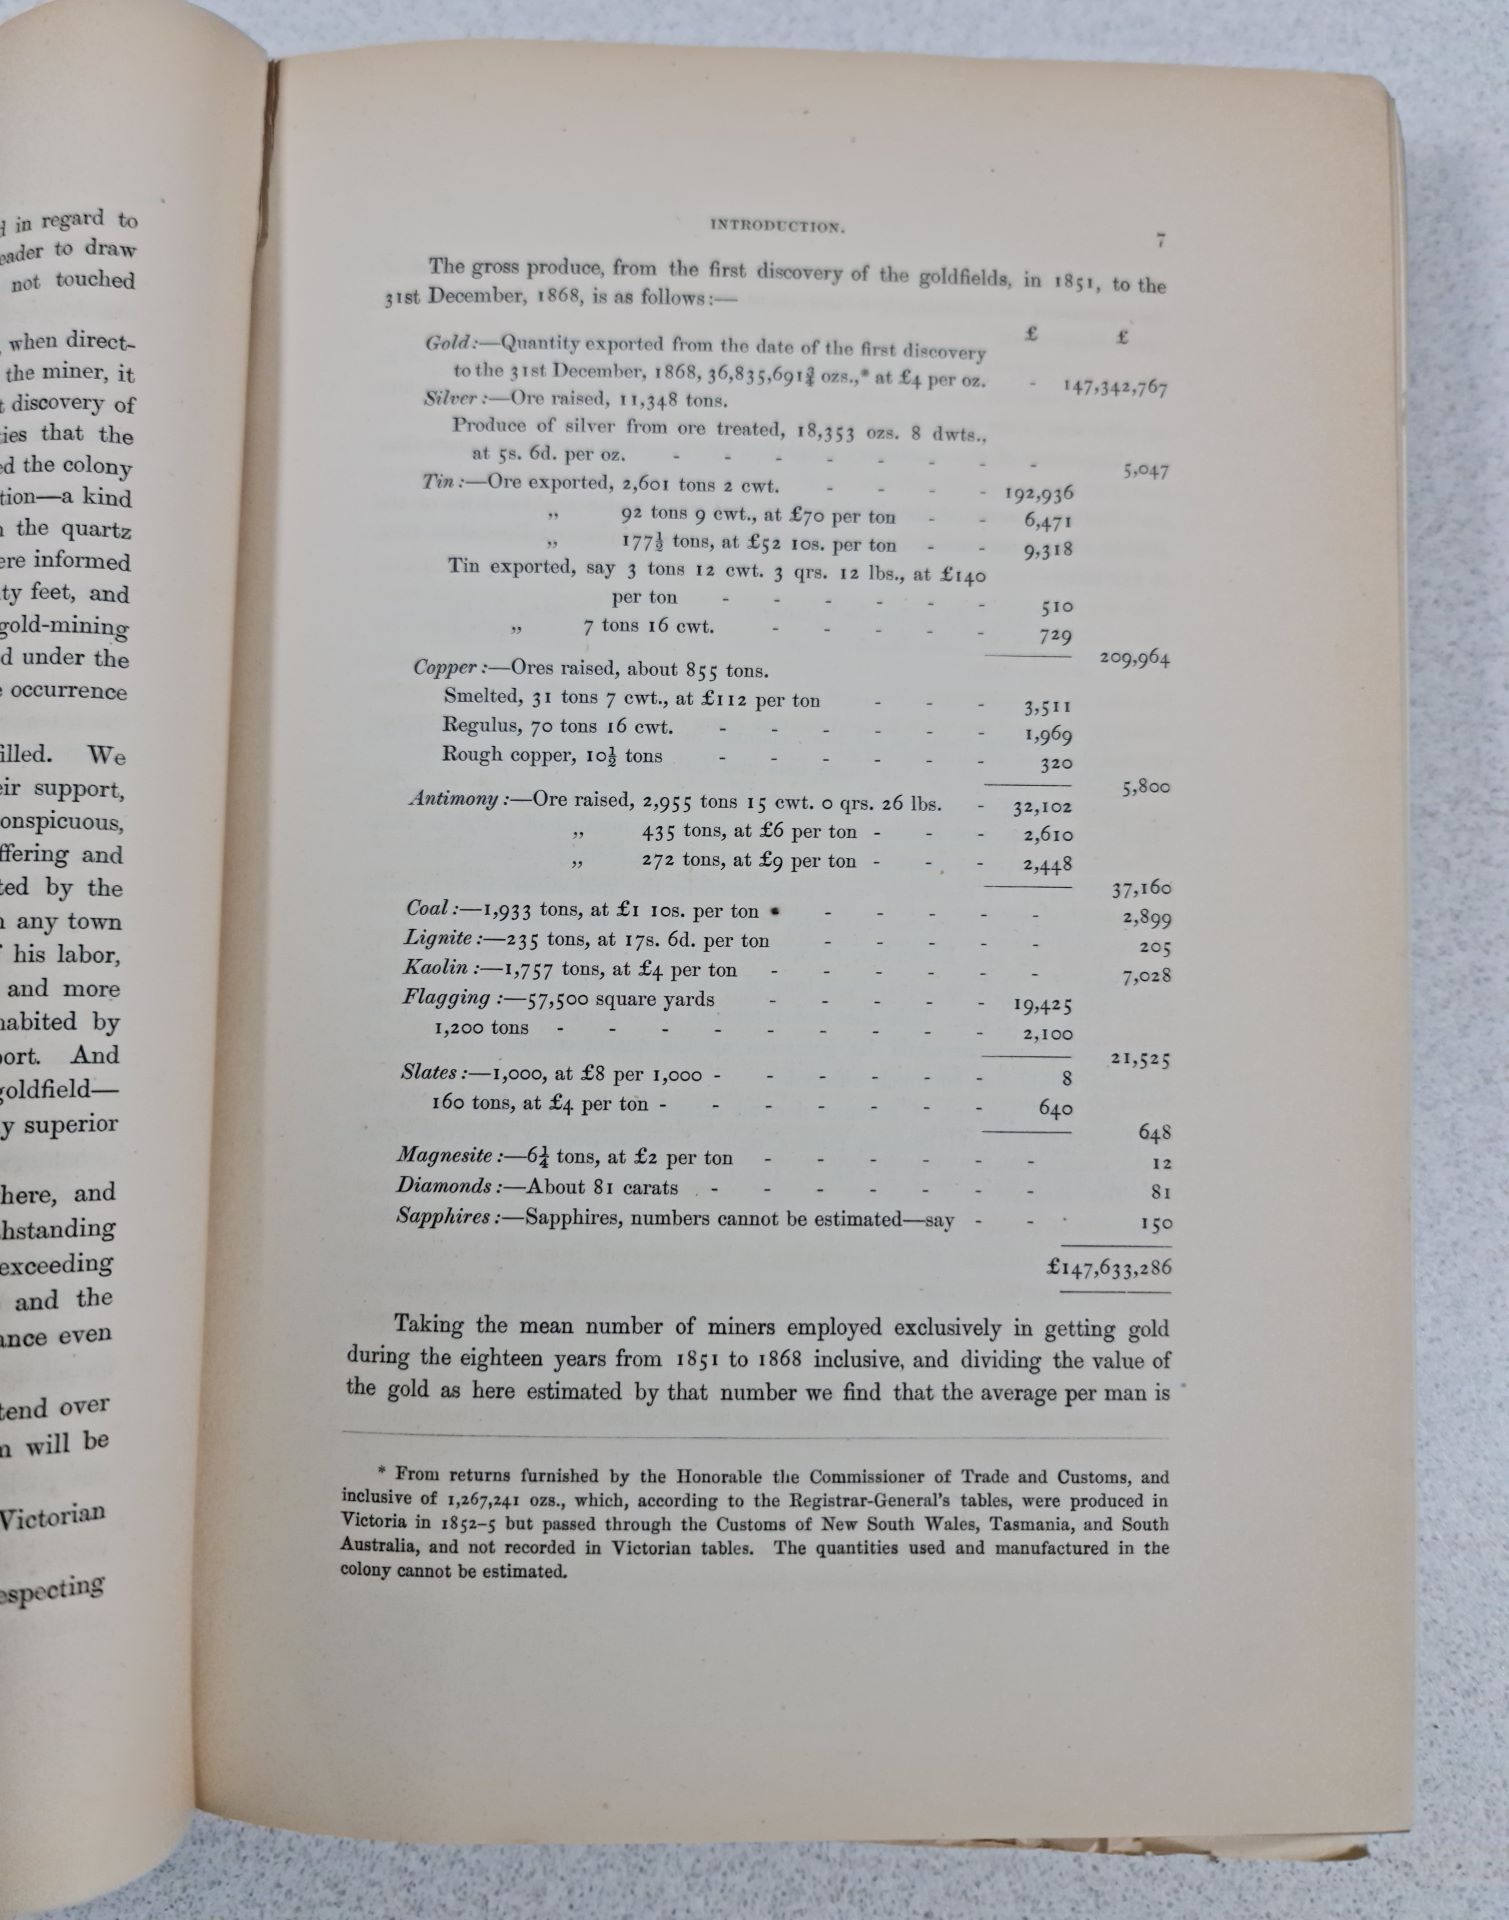 in regard to
to draw
not touched
when direct-
the miner, it
discovery of
that the
the colony
a kind
the quartz
informed
feet, and
gold-mining
under the
occurrence
We
support,
and
by the
any town
his labor,
and more
by
And
superior
here, and
exceeding
and the
even
over
will be
Victorian
INTRODUCTION.
7
The gross produce, from the first discovery of the goldfields, in 1851, to the
31st December, 1868, is as follows:—
£ £
Gold:—Quantity exported from the date of the first discovery
to the 31st December, 1868, 36,835,691¾ ozs.,* at £4 per oz. - 147,342,767
Silver:—Ore raised, 11,348 tons.
Produce of silver from ore treated, 18,353 ozs. 8 dwts.,
at 5s. 6d. per oz. - - - - - - - - 5,047
Tin:—Ore exported, 2,601 tons 2 cwt. - - - - 192,936
„ 92 tons 9 cwt., at £70 per ton - - 6,471
„ 177½ tons, at £52 10s. per ton - - 9,318
Tin exported, say 3 tons 12 cwt. 3 qrs. 12 lbs., at £140
per ton - - - - - - 510
„ 7 tons 16 cwt. - - - - - 729
209,964
Copper:—Ores raised, about 855 tons.
Smelted, 31 tons 7 cwt., at £112 per ton - - - 3,511
Regulus, 70 tons 16 cwt. - - - - - - 1,969
Rough copper, 10½ tons - - - - - - 320
5,800
Antimony:—Ore raised, 2,955 tons 15 cwt. 0 qrs. 26 lbs. - 32,102
„ 435 tons, at £6 per ton - - - 2,610
„ 272 tons, at £9 per ton - - - 2,448
37,160
Coal:—1,933 tons, at £1 10s. per ton - - - - - - 2,899
Lignite:—235 tons, at 17s. 6d. per ton - - - - - 205
Kaolin:—1,757 tons, at £4 per ton - - - - - - 7,028
Flagging:—57,500 square yards - - - - - 19,425
1,200 tons - - - - - - - - - 2,100
21,525
Slates:—1,000, at £8 per 1,000 - - - - - - 8
160 tons, at £4 per ton - - - - - - - 640
648
Magnesite:—6¼ tons, at £2 per ton - - - - - - 12
Diamonds:—About 81 carats - - - - - - - 81
Sapphires:—Sapphires, numbers cannot be estimated—say - - - 150
£147,633,286
Taking the mean number of miners employed exclusively in getting gold
during the eighteen years from 1851 to 1868 inclusive, and dividing the value of
the gold as here estimated by that number we find that the average per man is
* From returns furnished by the Honorable the Commissioner of Trade and Customs, and
inclusive of 1,267,241 ozs., which, according to the Registrar-General's tables, were produced in
Victoria in 1852–5 but passed through the Customs of New South Wales, Tasmania, and South
Australia, and not recorded in Victorian tables. The quantities used and manufactured in the
colony cannot be estimated.